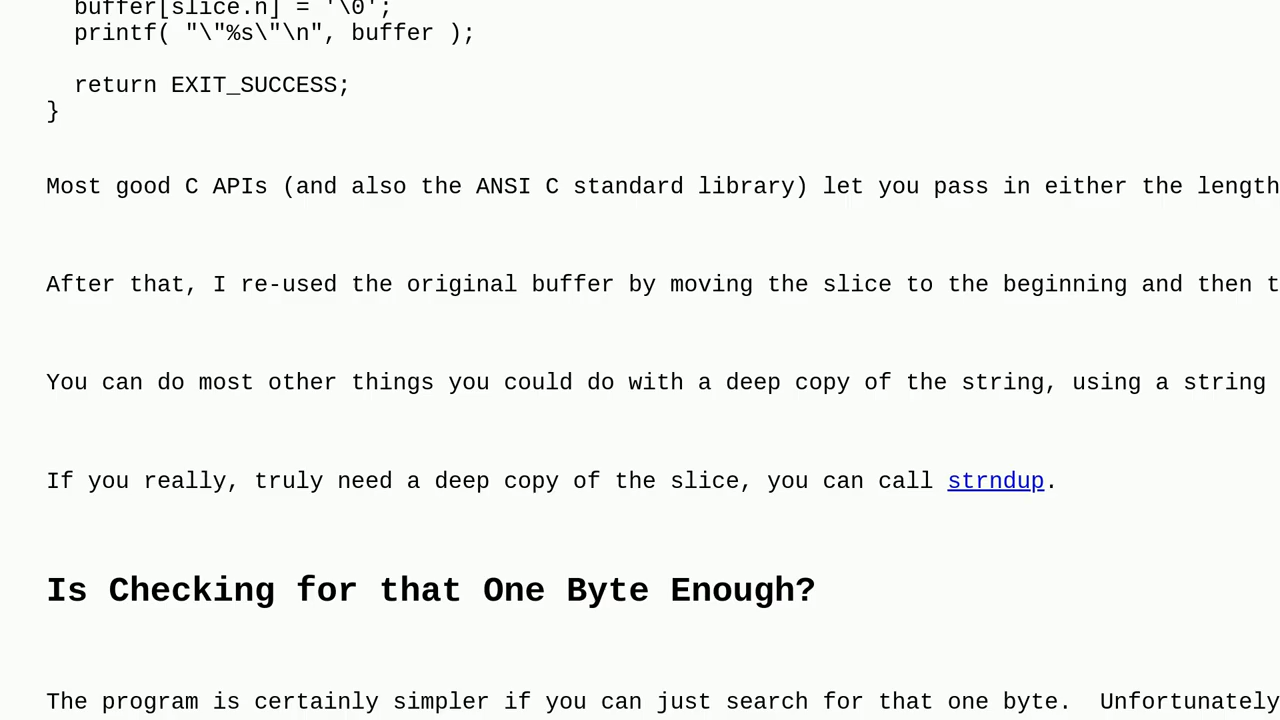 buffer[slice.n] = '\0';
printf( "\"%s\"\n", buffer );
return EXIT_SUCCESS;
}
Most good C APIs (and also the ANSI C standard library) let you pass in either the length
After that, I re-used the original buffer by moving the slice to the beginning and then t
You can do most other things you could do with a deep copy of the string, using a string
If you really, truly need a deep copy of the slice, you can call strndup.
Is Checking for that One Byte Enough?
The program is certainly simpler if you can just search for that one byte.  Unfortunately